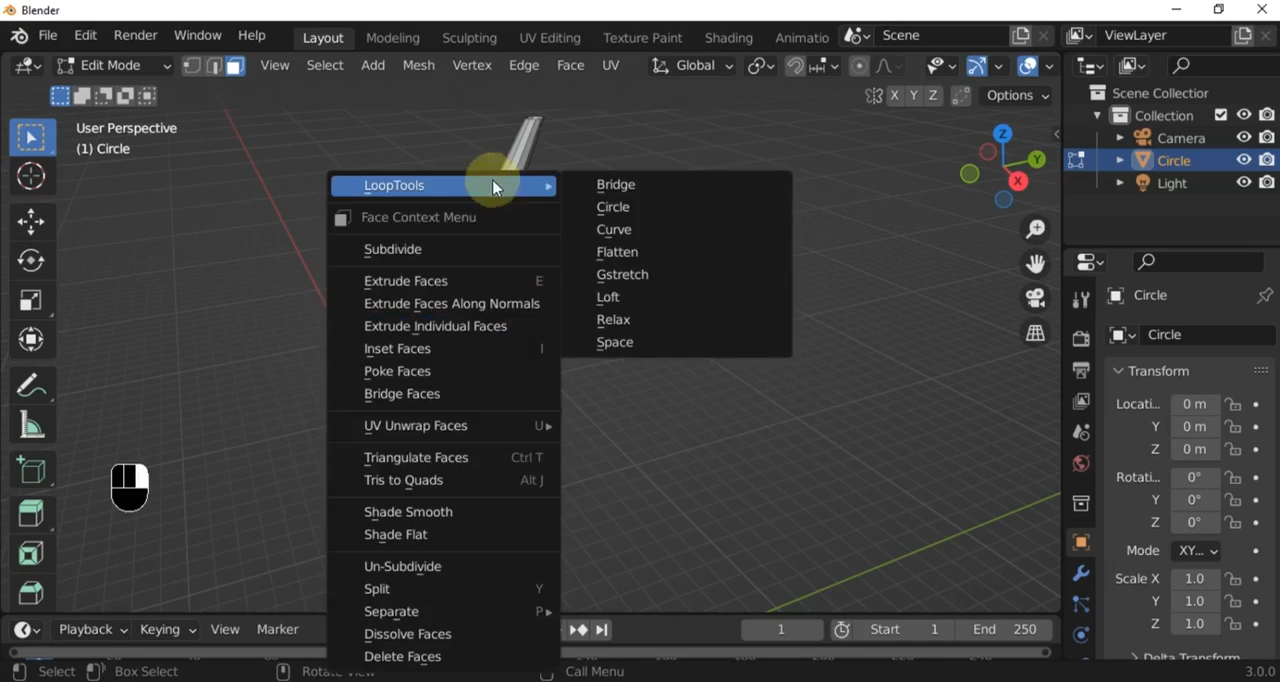 Blender
File Edit Render Window Help Layout Modeling Sculpting UV Editing Texture Paint Shading Animatio Scene ViewLayer
Edit Mode View Select Add Mesh Vertex Edge Face UV Global
X Y Z Options
User Perspective
(1) Circle
Z
Y
X
LoopTools
Face Context Menu
Subdivide
Extrude Faces E
Extrude Faces Along Normals
Extrude Individual Faces
Inset Faces I
Poke Faces
Bridge Faces
UV Unwrap Faces U
Triangulate Faces Ctrl T
Tris to Quads Alt J
Shade Smooth
Shade Flat
Un-Subdivide
Split Y
Separate P
Dissolve Faces
Delete Faces
Bridge
Circle
Curve
Flatten
Gstretch
Loft
Relax
Space
Scene Collectior
Collection
Camera
Circle
Light
Circle
Circle
Transform
Locati... 0 m
Y 0 m
Z 0 m
Rotati... 0°
Y 0°
Z 0°
Mode XY...
Scale X 1.0
Y 1.0
Z 1.0
Delta Transform
Playback Keying View Marker 1 Start 1 End 250
Select Box Select Rotate View Call Menu 3.0.0